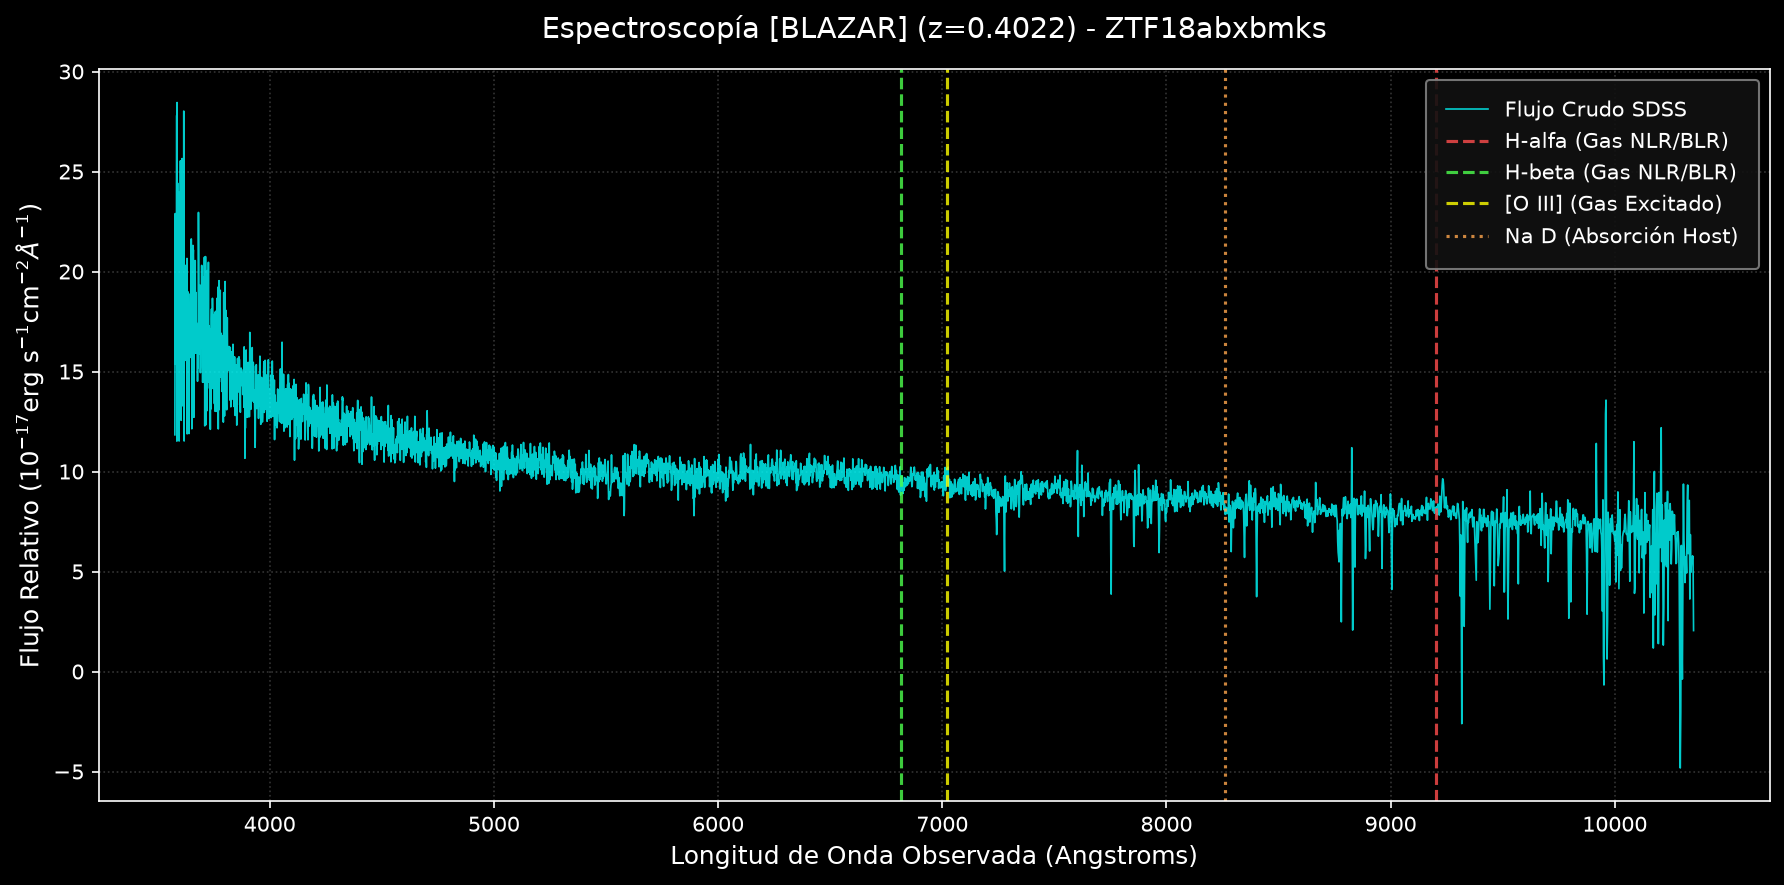 Espectroscopía [BLAZAR] (z=0.4022) - ZTF18abxbmks
Flujo Relativo (10⁻¹⁷erg s⁻¹cm⁻²Å⁻¹)
30
25
20
15
10
5
0
−5
Flujo Crudo SDSS
H-alfa (Gas NLR/BLR)
H-beta (Gas NLR/BLR)
[O III] (Gas Excitado)
Na D (Absorción Host)
4000 5000 6000 7000 8000 9000 10000
Longitud de Onda Observada (Angstroms)